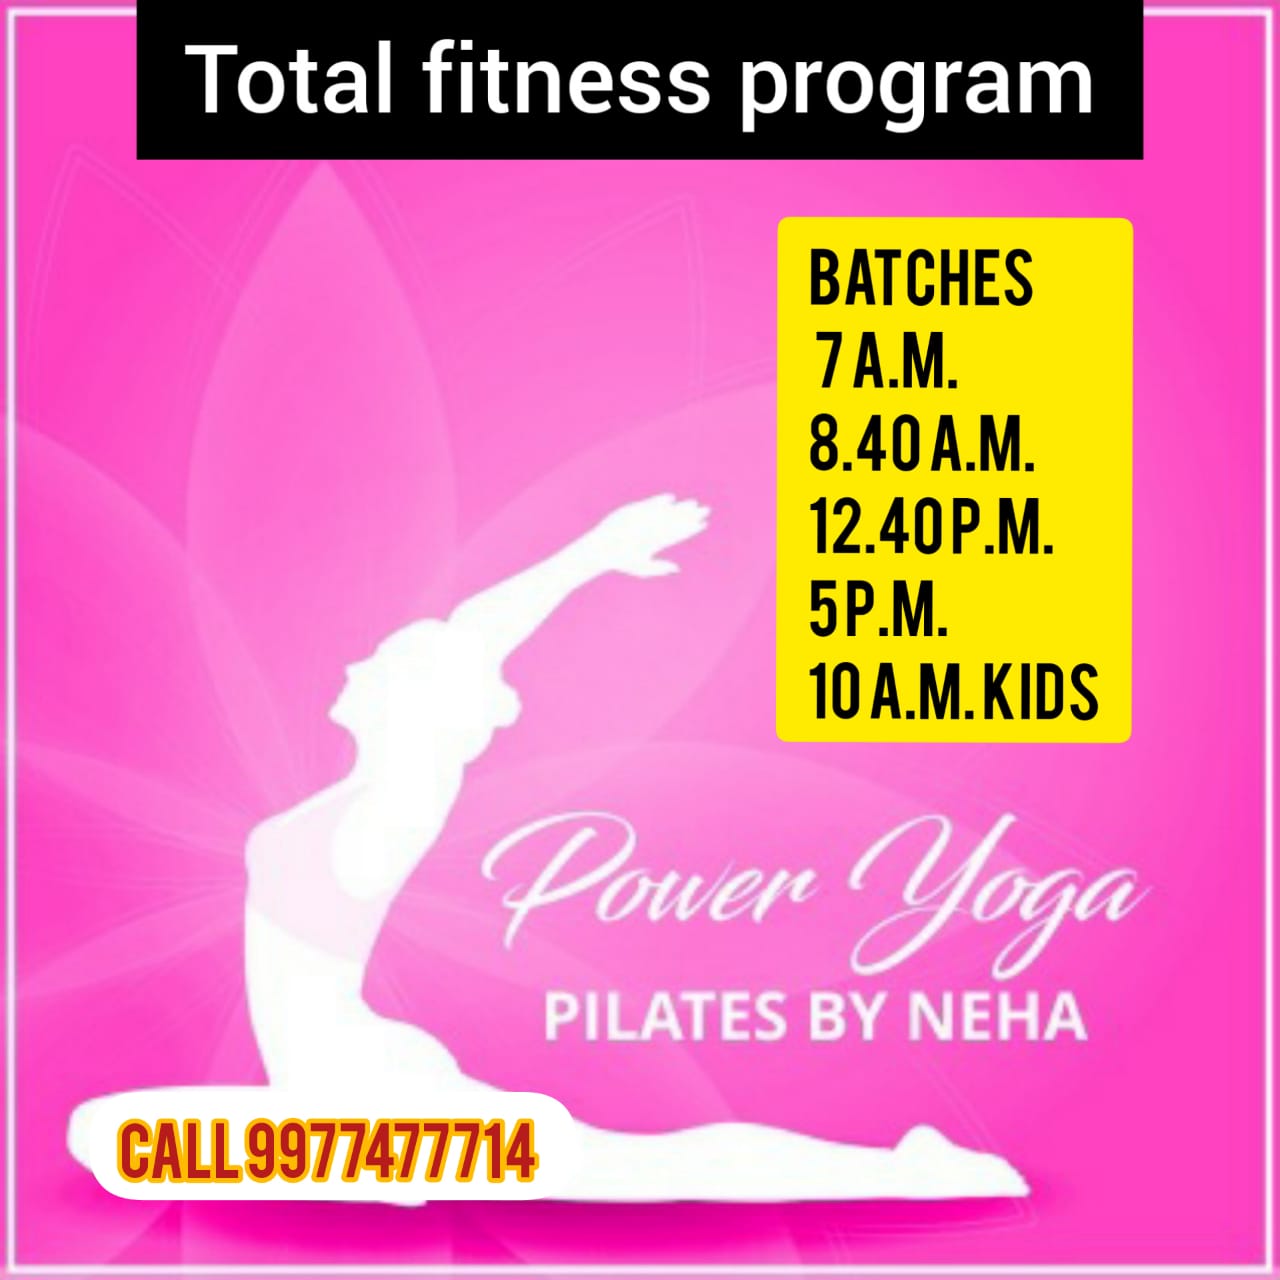 Total fitness program
BATCHES
7 A.M.
8.40 A.M.
12.40 P.M.
5 P.M.
10 A.M. KIDS
Power Yoga
PILATES BY NEHA
CALL 9977477714